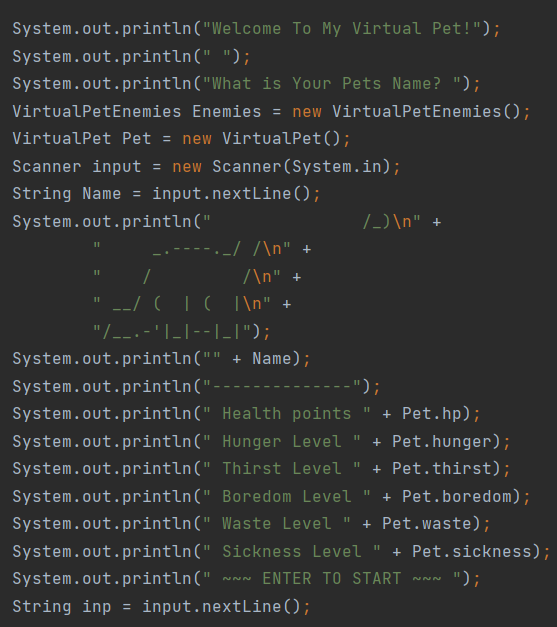 System.out.println("Welcome To My Virtual Pet!");
System.out.println(" ");
System.out.println("What is Your Pets Name? ");
VirtualPetEnemies Enemies = new VirtualPetEnemies();
VirtualPet Pet = new VirtualPet();
Scanner input = new Scanner(System.in);
String Name = input.nextLine();
System.out.println("               /_)\n" +
        "     _.----._/ /\n" +
        "    /         /\n" +
        " __/ (  | (  |\n" +
        "/__.-'|_|--|_|");
System.out.println("" + Name);
System.out.println("--------------");
System.out.println(" Health points " + Pet.hp);
System.out.println(" Hunger Level " + Pet.hunger);
System.out.println(" Thirst Level " + Pet.thirst);
System.out.println(" Boredom Level " + Pet.boredom);
System.out.println(" Waste Level " + Pet.waste);
System.out.println(" Sickness Level " + Pet.sickness);
System.out.println(" ~~~ ENTER TO START ~~~ ");
String inp = input.nextLine();